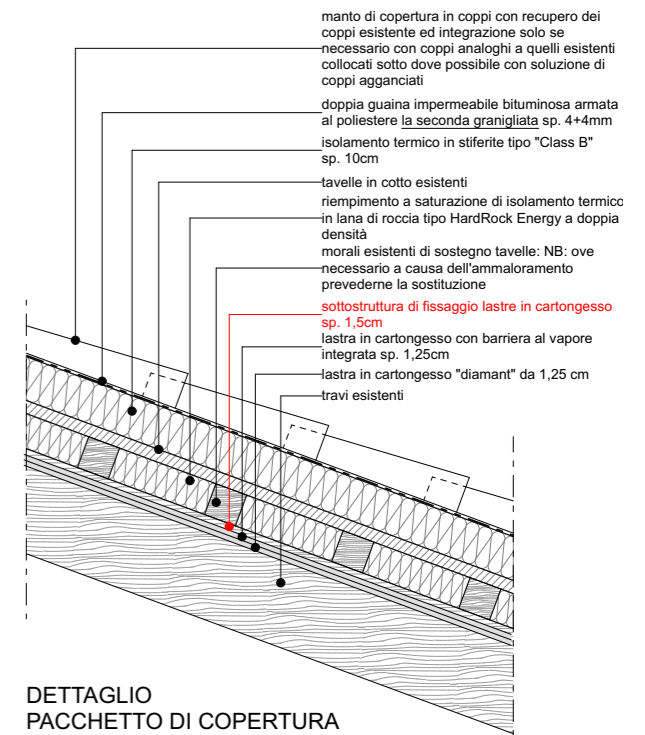 manto di copertura in coppi con recupero dei
coppi esistente ed integrazione solo se
necessario con coppi analoghi a quelli esistenti
collocati sotto dove possibile con soluzione di
coppi agganciati
doppia guaina impermeabile bituminosa armata
al poliestere la seconda granigliata sp. 4+4mm
isolamento termico in stiferite tipo "Class B"
sp. 10cm
tavelle in cotto esistenti
riempimento a saturazione di isolamento termico
in lana di roccia tipo HardRock Energy a doppia
densità
morali esistenti di sostegno tavelle: NB: ove
necessario a causa dell'ammaloramento
prevederne la sostituzione
sottostruttura di fissaggio lastre in cartongesso
sp. 1,5cm
lastra in cartongesso con barriera al vapore
integrata sp. 1,25cm
lastra in cartongesso "diamant" da 1,25 cm
travi esistenti
DETTAGLIO
PACCHETTO DI COPERTURA